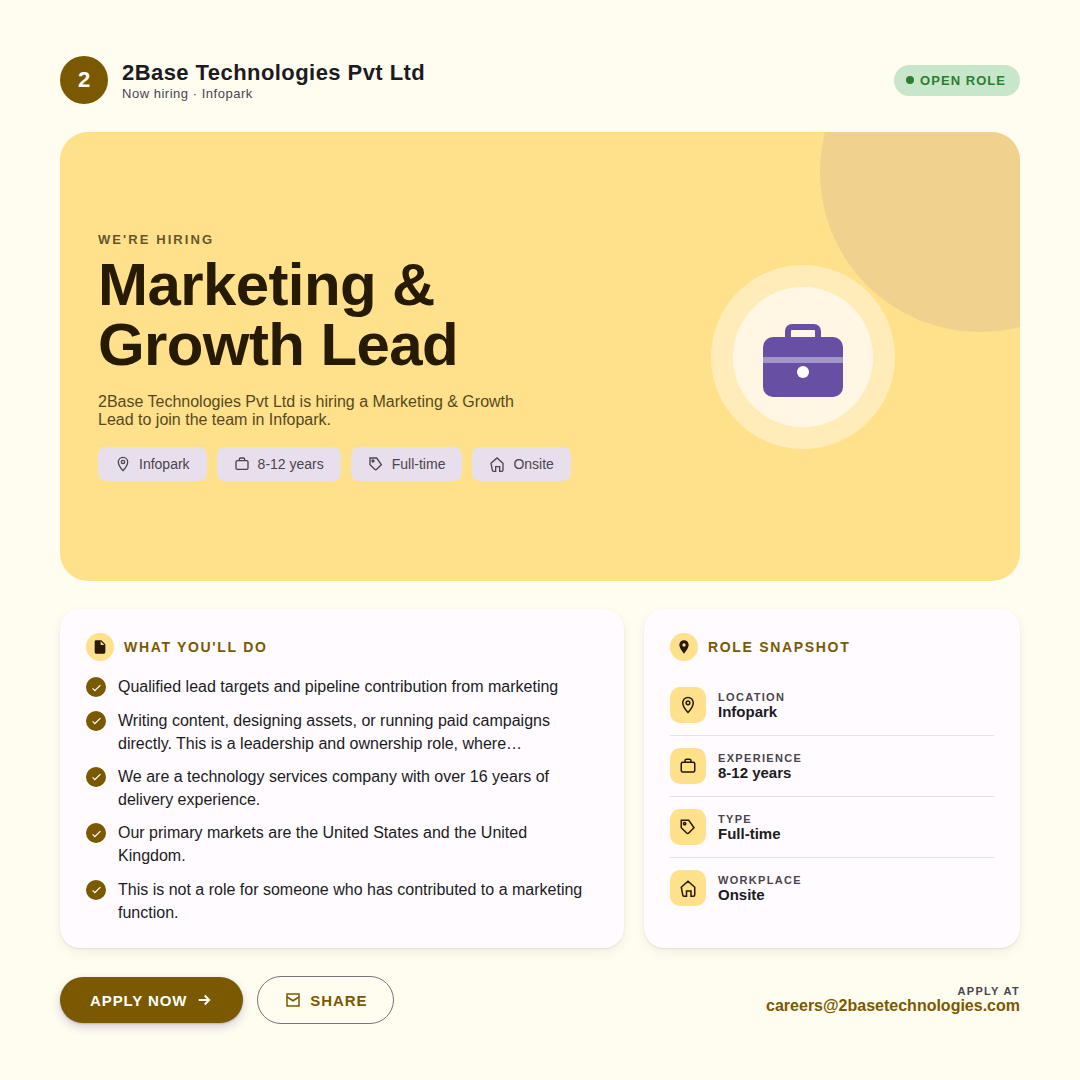 2
2Base Technologies Pvt Ltd
Now hiring · Infopark
OPEN ROLE
WE'RE HIRING
Marketing &
Growth Lead
2Base Technologies Pvt Ltd is hiring a Marketing & Growth
Lead to join the team in Infopark.
Infopark
8-12 years
Full-time
Onsite
WHAT YOU'LL DO
Qualified lead targets and pipeline contribution from marketing
Writing content, designing assets, or running paid campaigns
directly. This is a leadership and ownership role, where…
We are a technology services company with over 16 years of
delivery experience.
Our primary markets are the United States and the United
Kingdom.
This is not a role for someone who has contributed to a marketing
function.
ROLE SNAPSHOT
LOCATION
Infopark
EXPERIENCE
8-12 years
TYPE
Full-time
WORKPLACE
Onsite
APPLY NOW
SHARE
APPLY AT
careers@2basetechnologies.com